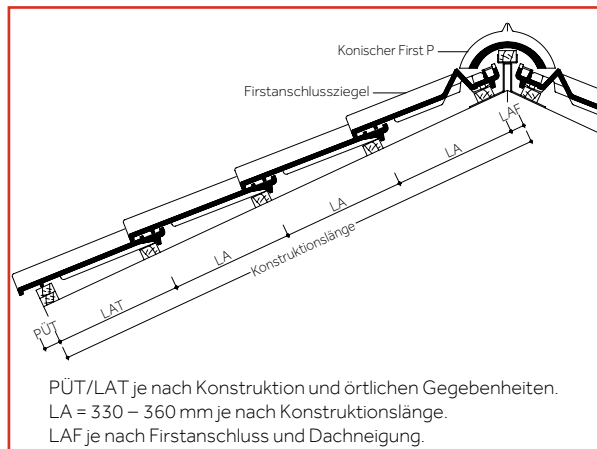 Konischer First P
Firstanschlussziegel
LAF
LA
LA
LA
Konstruktionslänge
LAT
PÜT
PÜT/LAT je nach Konstruktion und örtlichen Gegebenheiten.
LA = 330 – 360 mm je nach Konstruktionslänge.
LAF je nach Firstanschluss und Dachneigung.